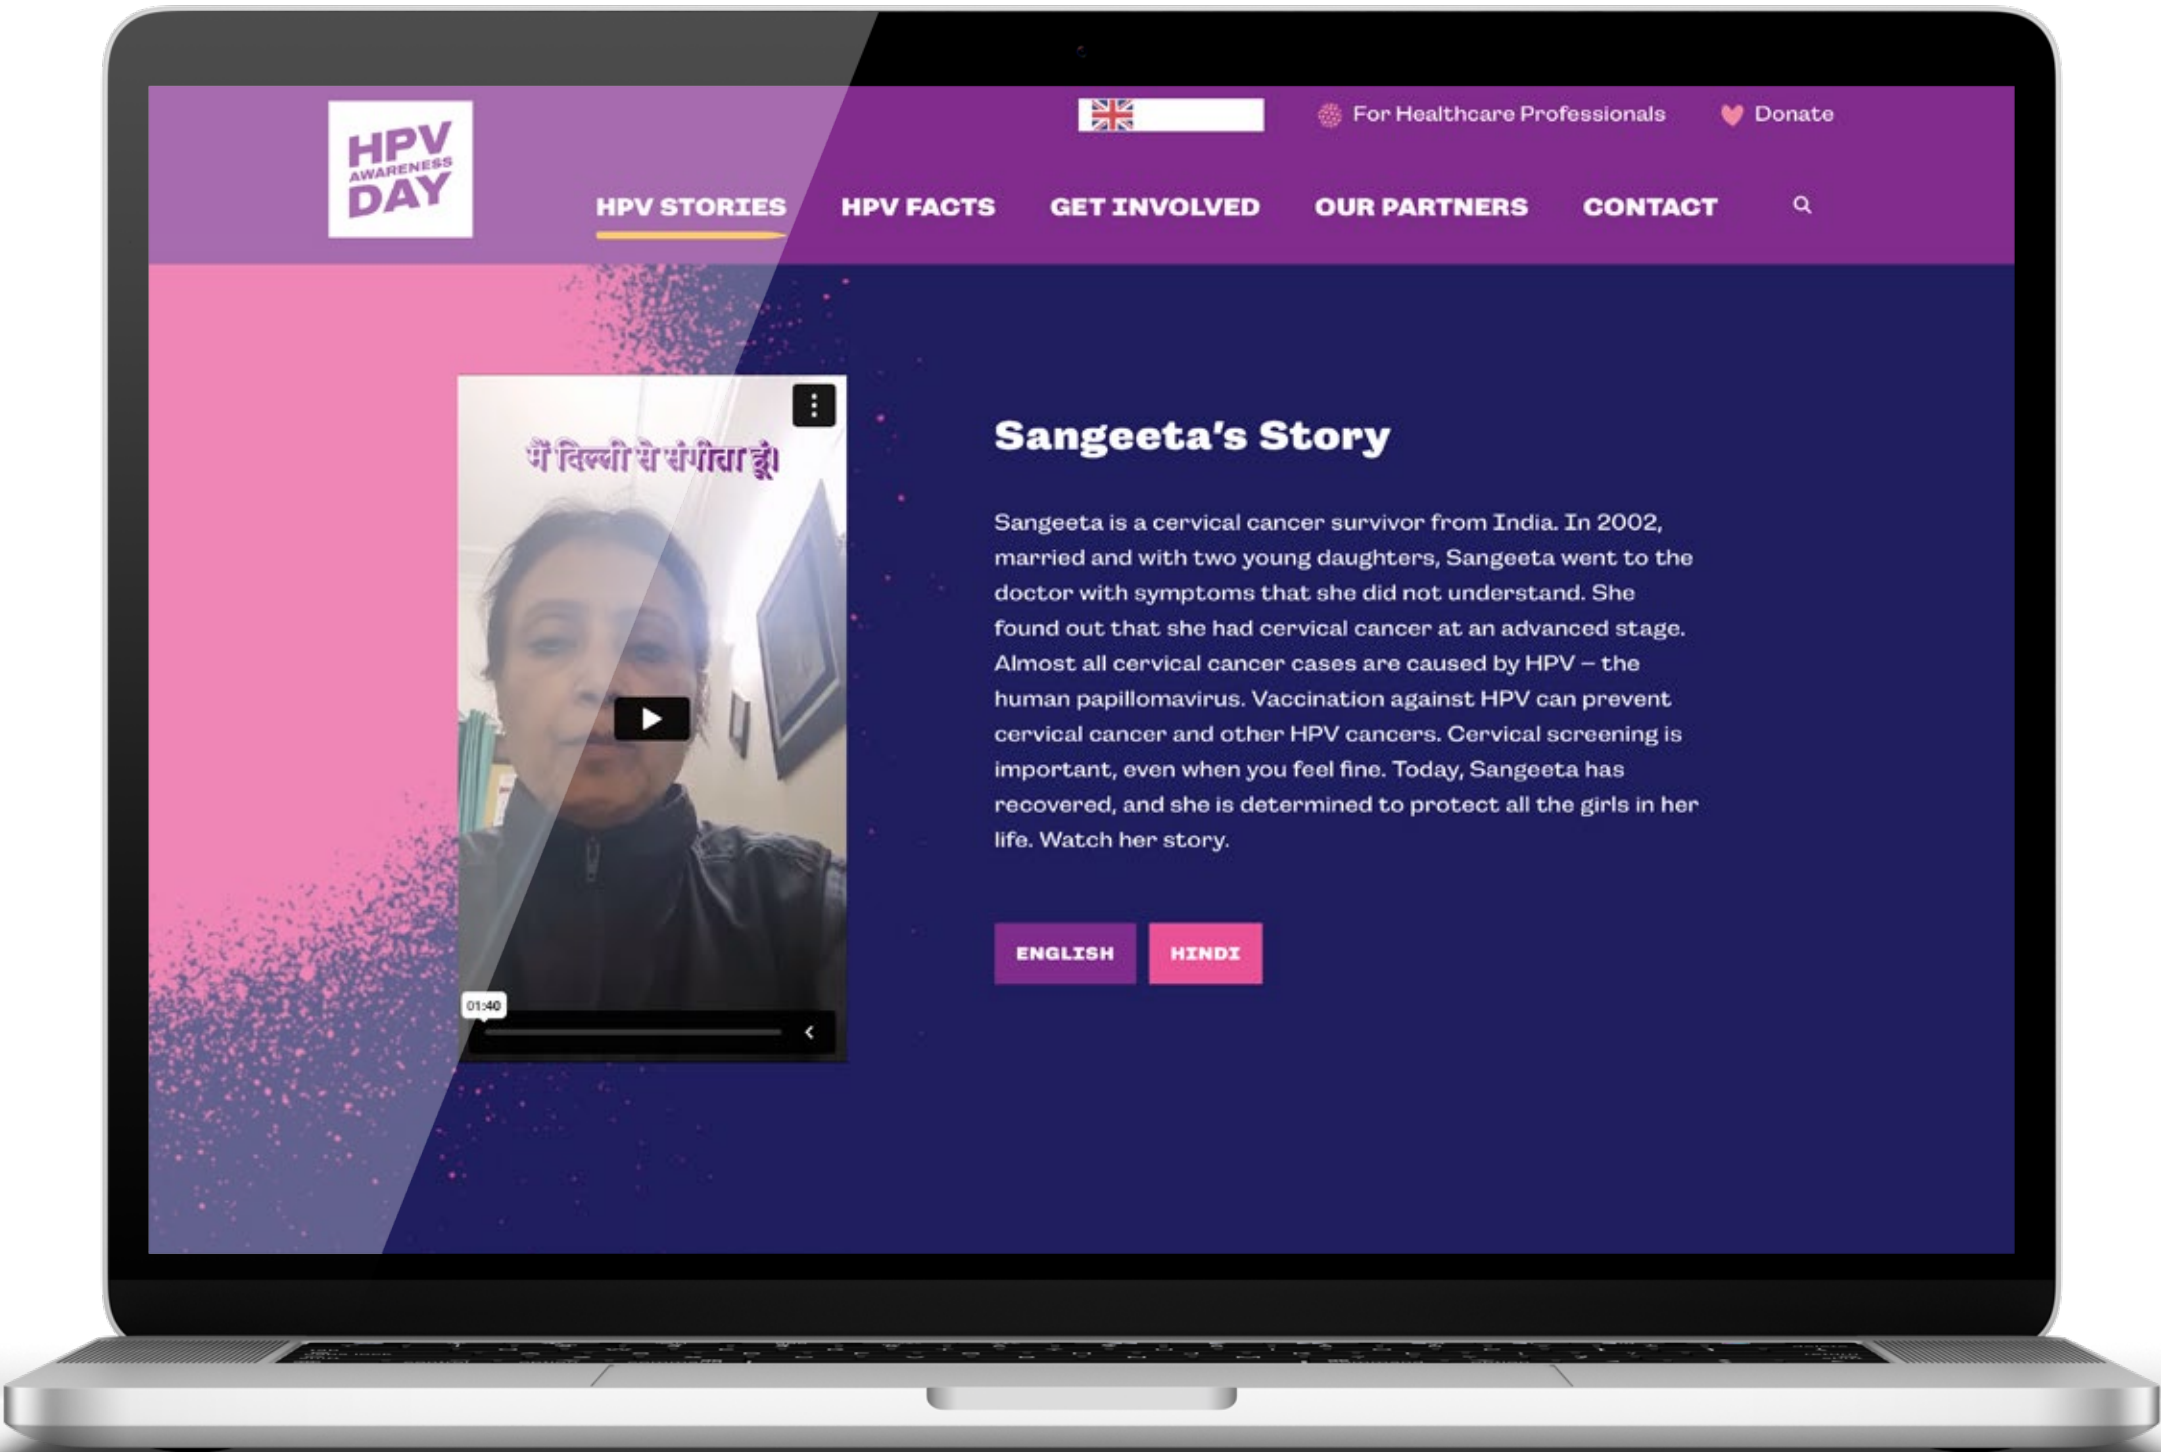 HPV
AWARENESS
DAY
For Healthcare Professionals
Donate
HPV STORIES
HPV FACTS
GET INVOLVED
OUR PARTNERS
CONTACT
मैं दिल्ली से संगीता हूं।
01:40
Sangeeta's Story
Sangeeta is a cervical cancer survivor from India. In 2002,
married and with two young daughters, Sangeeta went to the
doctor with symptoms that she did not understand. She
found out that she had cervical cancer at an advanced stage.
Almost all cervical cancer cases are caused by HPV – the
human papillomavirus. Vaccination against HPV can prevent
cervical cancer and other HPV cancers. Cervical screening is
important, even when you feel fine. Today, Sangeeta has
recovered, and she is determined to protect all the girls in her
life. Watch her story.
ENGLISH
HINDI